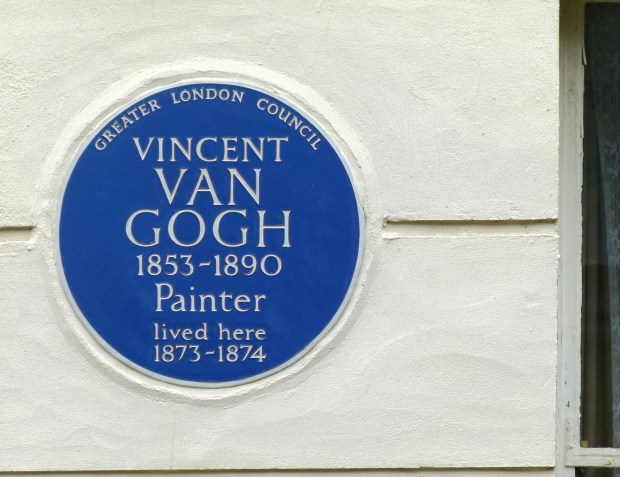 GREATER LONDON COUNCIL
VINCENT
VAN
GOGH
1853-1890
Painter
lived here
1873-1874